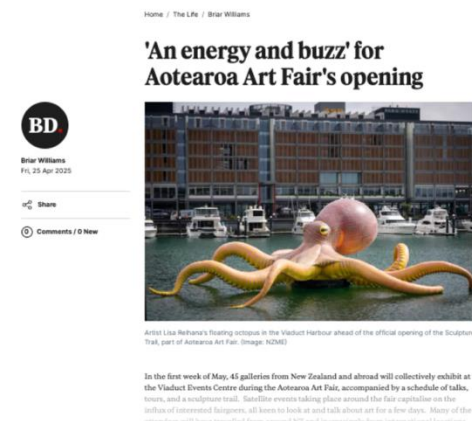 Home / The Life / Briar Williams
'An energy and buzz' for
Aotearoa Art Fair's opening
BD.
Briar Williams
Fri, 25 Apr 2025
Share
0 Comments / 0 New
Artist Lisa Reihana's floating octopus in the Viaduct Harbour ahead of the official opening of the Sculpture
Trail, part of Aotearoa Art Fair. (Image: NZME)
In the first week of May, 45 galleries from New Zealand and abroad will collectively exhibit at
the Viaduct Events Centre during the Aotearoa Art Fair, accompanied by a schedule of talks,
tours, and a sculpture trail. Satellite events taking place around the fair capitalise on the
influx of interested fairgoers, all keen to look and talk about art for a few days. Many of the